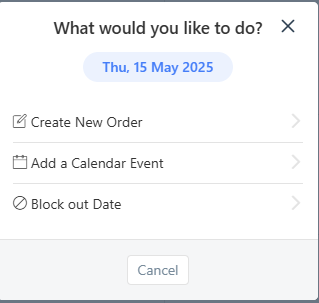 What would you like to do?
Thu, 15 May 2025
Create New Order
Add a Calendar Event
Block out Date
Cancel